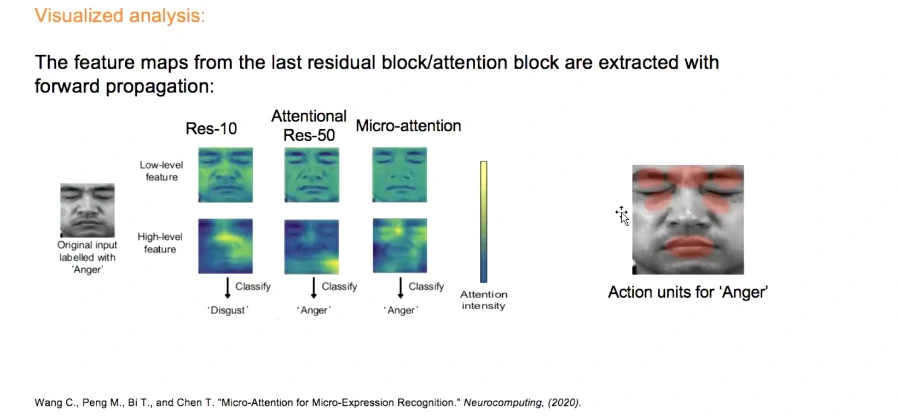 Visualized analysis:
The feature maps from the last residual block/attention block are extracted with
forward propagation:
Res-10
Attentional
Res-50
Micro-attention
Low-level
feature
High-level
feature
Original input
labelled with
'Anger'
Classify
Classify
Classify
'Disgust'
'Anger'
'Anger'
Attention
intensity
Action units for 'Anger'
Wang C., Peng M., Bi T., and Chen T. "Micro-Attention for Micro-Expression Recognition." Neurocomputing, (2020).